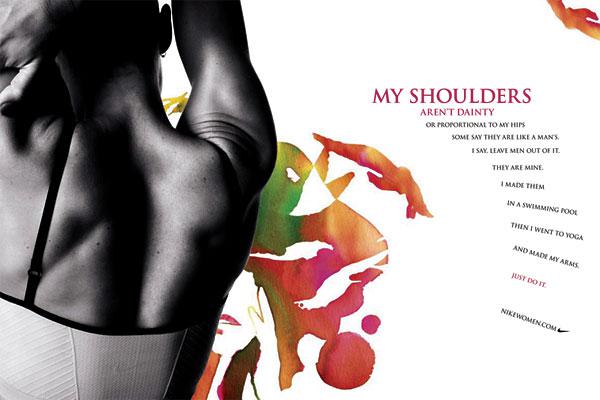 MY SHOULDERS
AREN'T DAINTY
OR PROPORTIONAL TO MY HIPS
SOME SAY THEY ARE LIKE A MAN'S.
I SAY, LEAVE MEN OUT OF IT.
THEY ARE MINE.
I MADE THEM
IN A SWIMMING POOL
THEN I WENT TO YOGA
AND MADE MY ARMS.
JUST DO IT.
NIKEWOMEN.COM